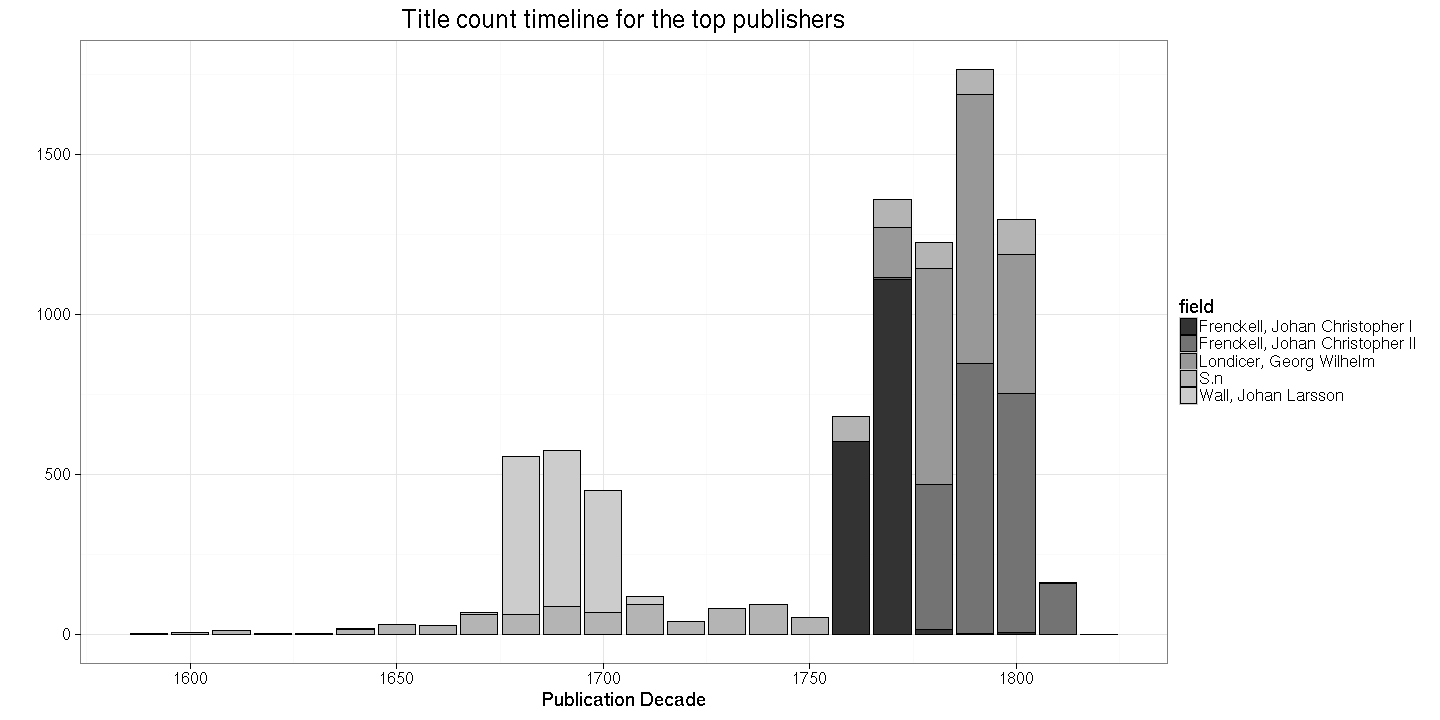 Title count timeline for the top publishers
1500
1000
500
0
1600
1650
1700
1750
1800
Publication Decade
field
Frenckell, Johan Christopher I
Frenckell, Johan Christopher II
Londicer, Georg Wilhelm
S.n
Wall, Johan Larsson